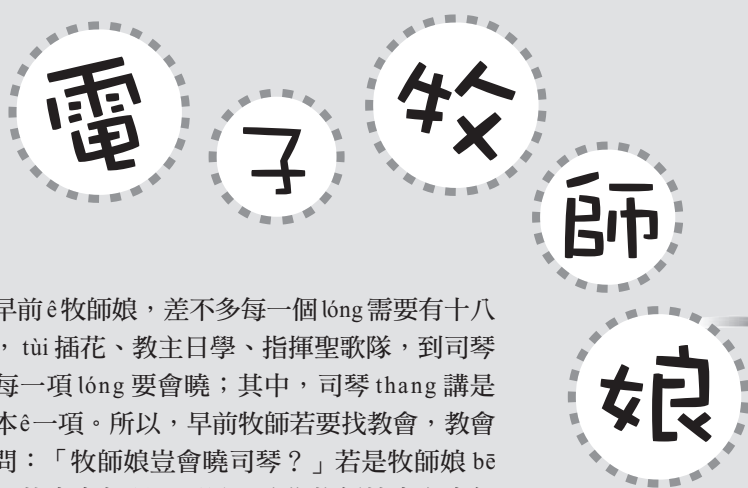 電子牧師娘
早前ê牧師娘，差不多每一個lóng需要有十八
，tùi插花、教主日學、指揮聖歌隊，到司琴
每一項lóng要會曉；其中，司琴thang講是
本ê一項。所以，早前牧師若要找教會，教會
問：「牧師娘豈會曉司琴？」若是牧師娘bē